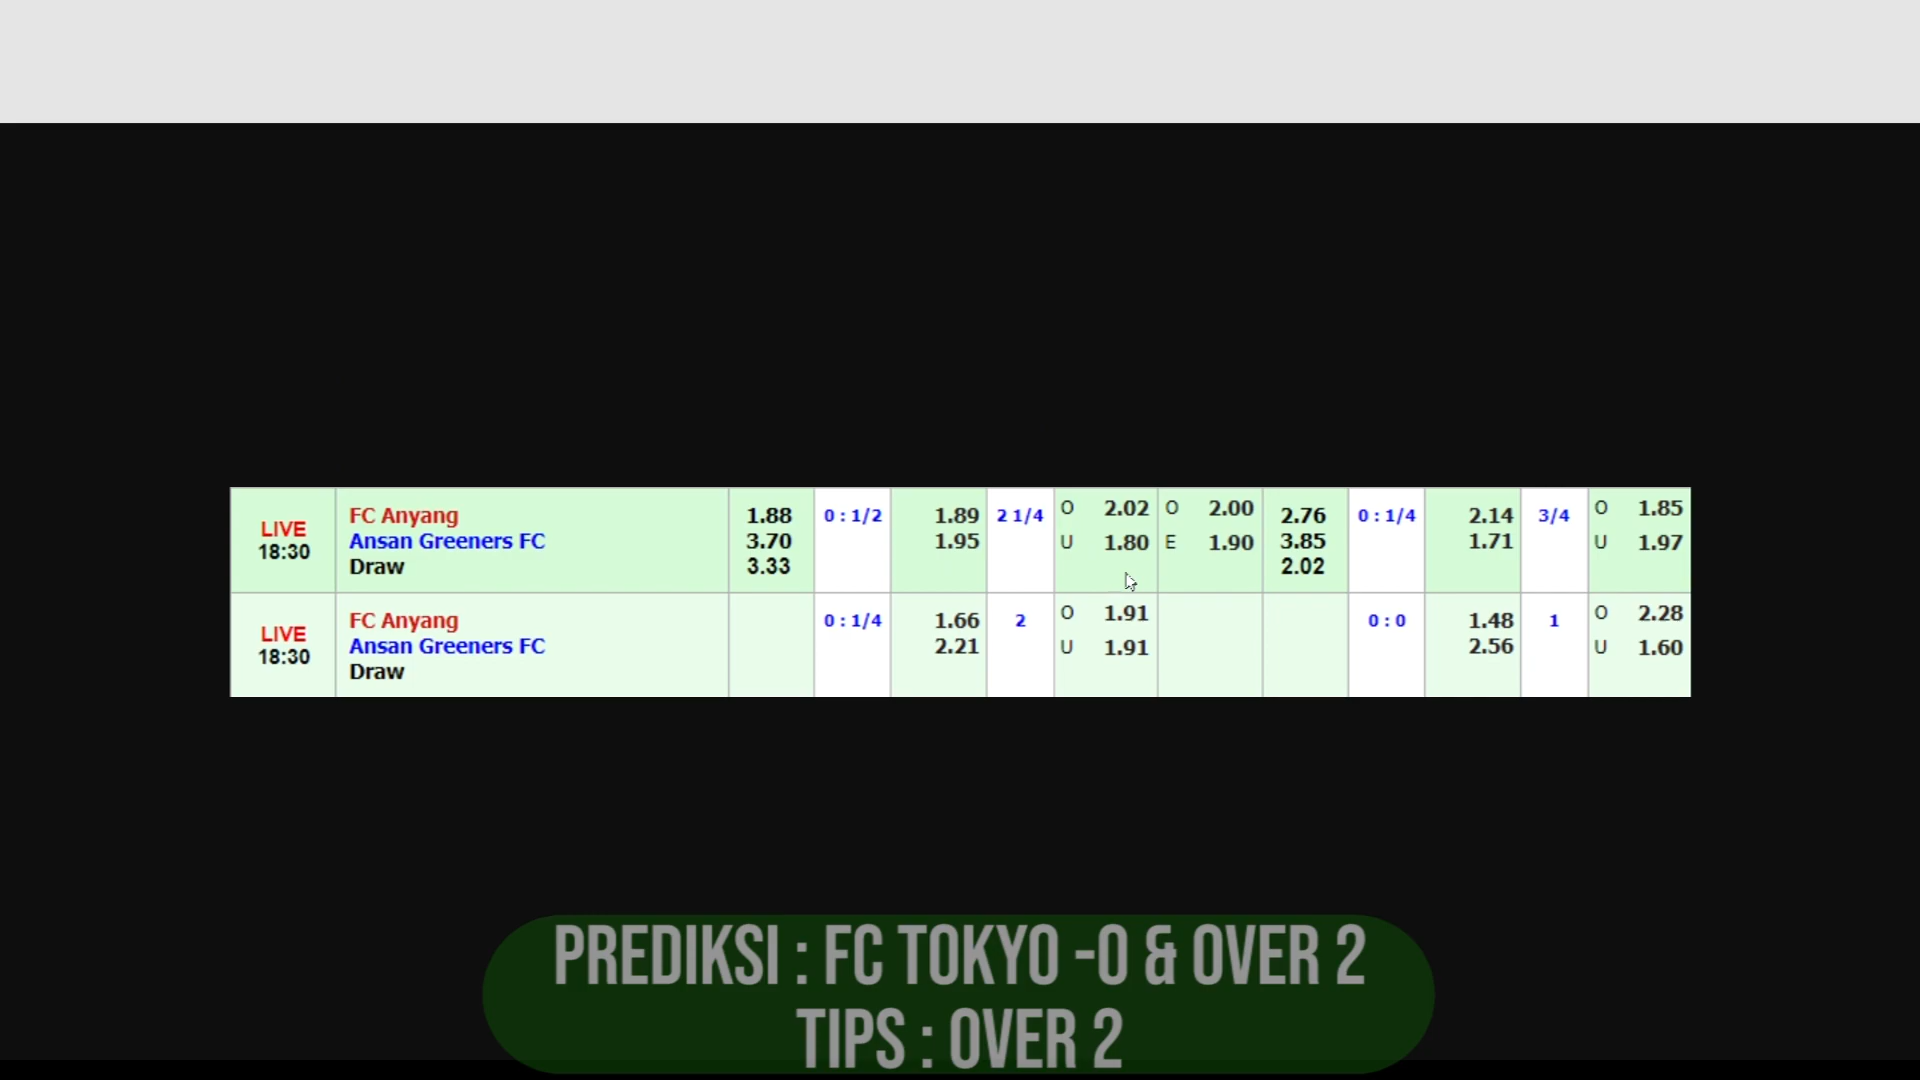 LIVE
18:30
FC Anyang
Ansan Greeners FC
Draw
1.88
3.70
3.33
0 : 1/2
1.89
1.95
2 1/4
O 2.02
U 1.80
O 2.00
E 1.90
2.76
3.85
2.02
0 : 1/4
2.14
1.71
3/4
O 1.85
U 1.97
LIVE
18:30
FC Anyang
Ansan Greeners FC
Draw
0 : 1/4
1.66
2.21
2
O 1.91
U 1.91
0 : 0
1.48
2.56
1
O 2.28
U 1.60
PREDIKSI : FC TOKYO -0 & OVER 2
TIPS : OVER 2